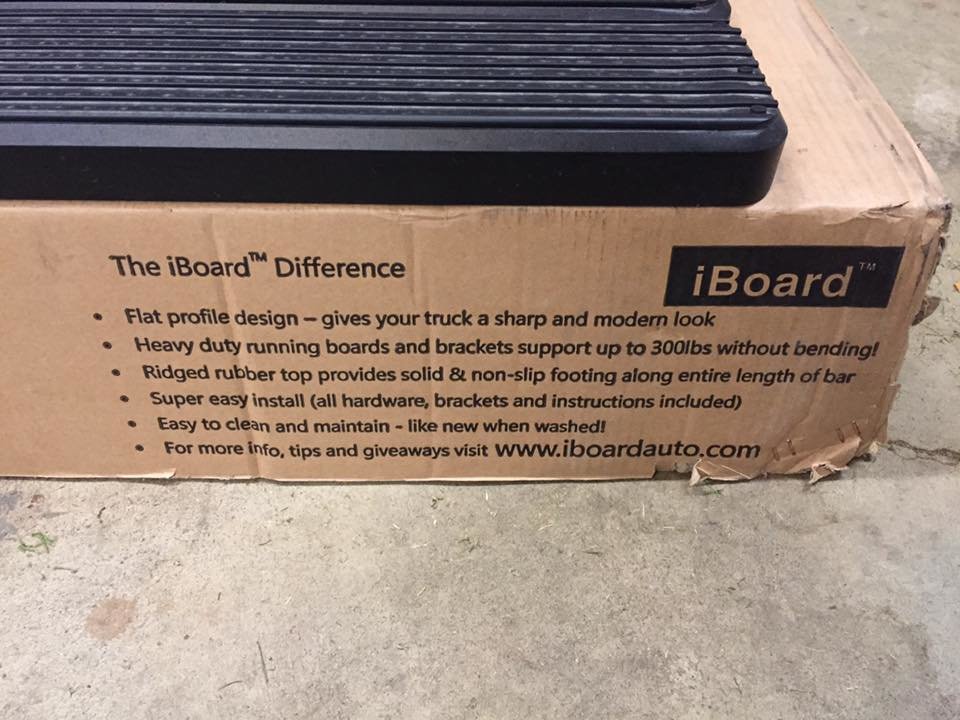 The iBoard™ Difference
iBoard™
• Flat profile design – gives your truck a sharp and modern look
• Heavy duty running boards and brackets support up to 300lbs without bending!
• Ridged rubber top provides solid & non-slip footing along entire length of bar
• Super easy install (all hardware, brackets and instructions included)
• Easy to clean and maintain - like new when washed!
• For more info, tips and giveaways visit www.iboardauto.com